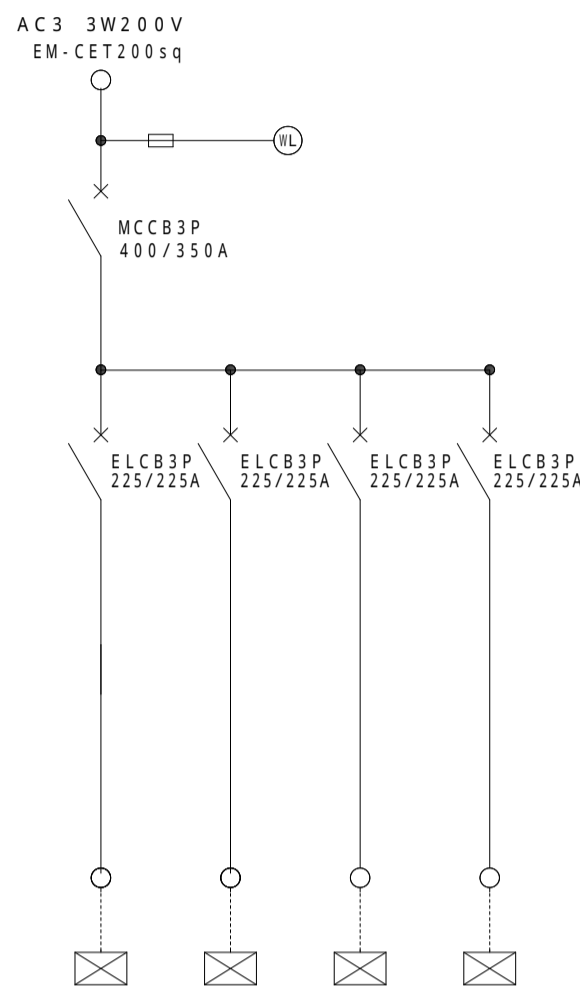 AC3 3W200V
EM-CET200sq
WL
MCCB3P
400/350A
ELCB3P
225/225A
ELCB3P
225/225A
ELCB3P
225/225A
ELCB3P
225/225A